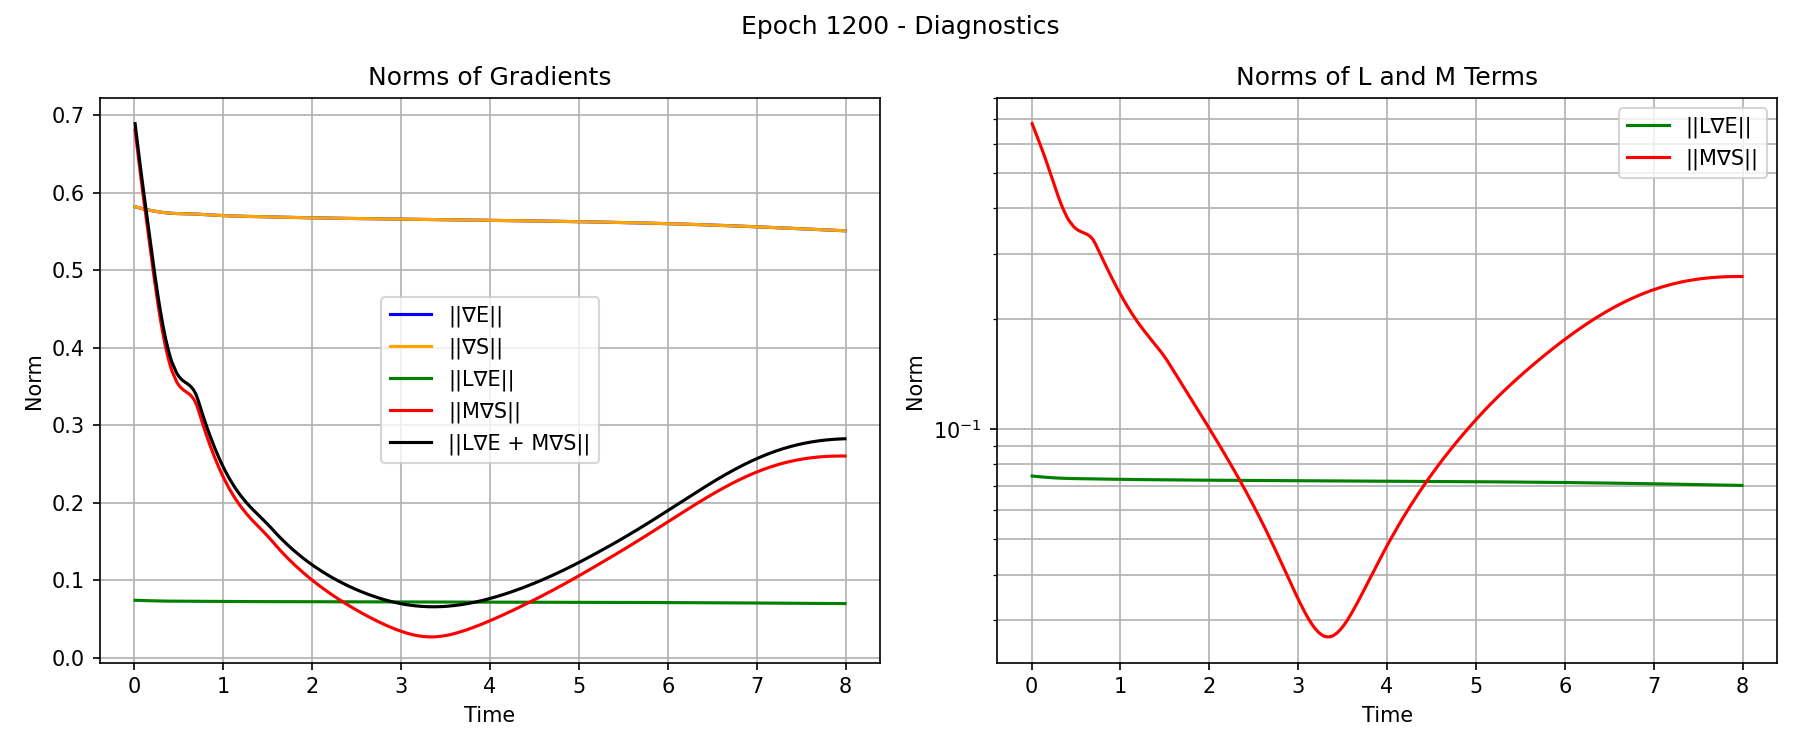 Epoch 1200 - Diagnostics
Norms of Gradients
0.7
0.6
0.5
0.4
0.3
0.2
0.1
0.0
Norm
||∇E||
||∇S||
||L∇E||
||M∇S||
||L∇E + M∇S||
0 1 2 3 4 5 6 7 8
Time
Norms of L and M Terms
10⁻¹
Norm
||L∇E||
||M∇S||
0 1 2 3 4 5 6 7 8
Time